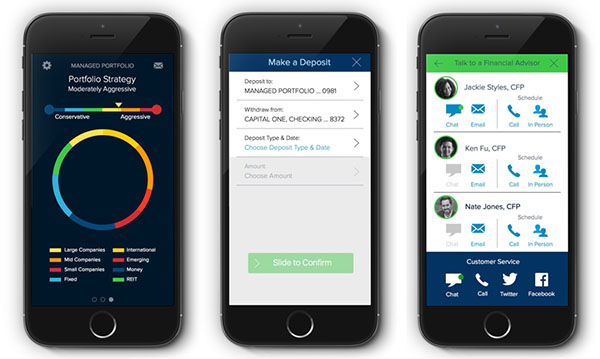 MANAGED PORTFOLIO
Portfolio Strategy
Moderately Aggressive
Conservative
Aggressive
Large Companies
International
Mid Companies
Emerging
Small Companies
Money
Fixed
REIT
Make a Deposit
Deposit to:
MANAGED PORTFOLIO ... 0981
Withdraw from:
CAPITAL ONE, CHECKING ... 8372
Deposit Type & Date:
Choose Deposit Type & Date
Amount:
Choose Amount
Slide to Confirm
Talk to a Financial Advisor
Jackie Styles, CFP
Schedule
Chat
Email
Call
In Person
Ken Fu, CFP
Schedule
Chat
Email
Call
In Person
Nate Jones, CFP
Schedule
Chat
Email
Call
In Person
Customer Service
Chat
Call
Twitter
Facebook